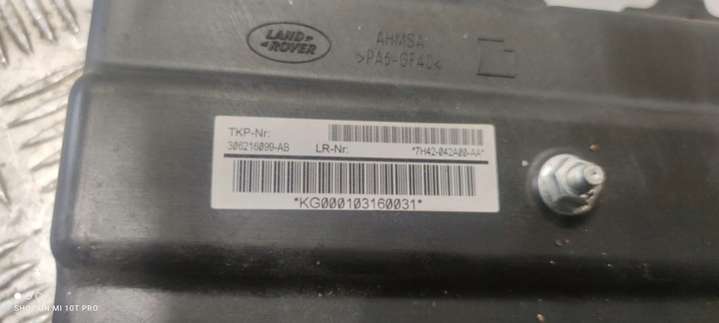 LAND-
-ROVER
AHMSA
>PA6-GF40<
TKP-Nr:
306216099-AB LR-Nr: *7H42-042A00-AA*
*KG000103160031*
SHOT ON MI 10T PRO